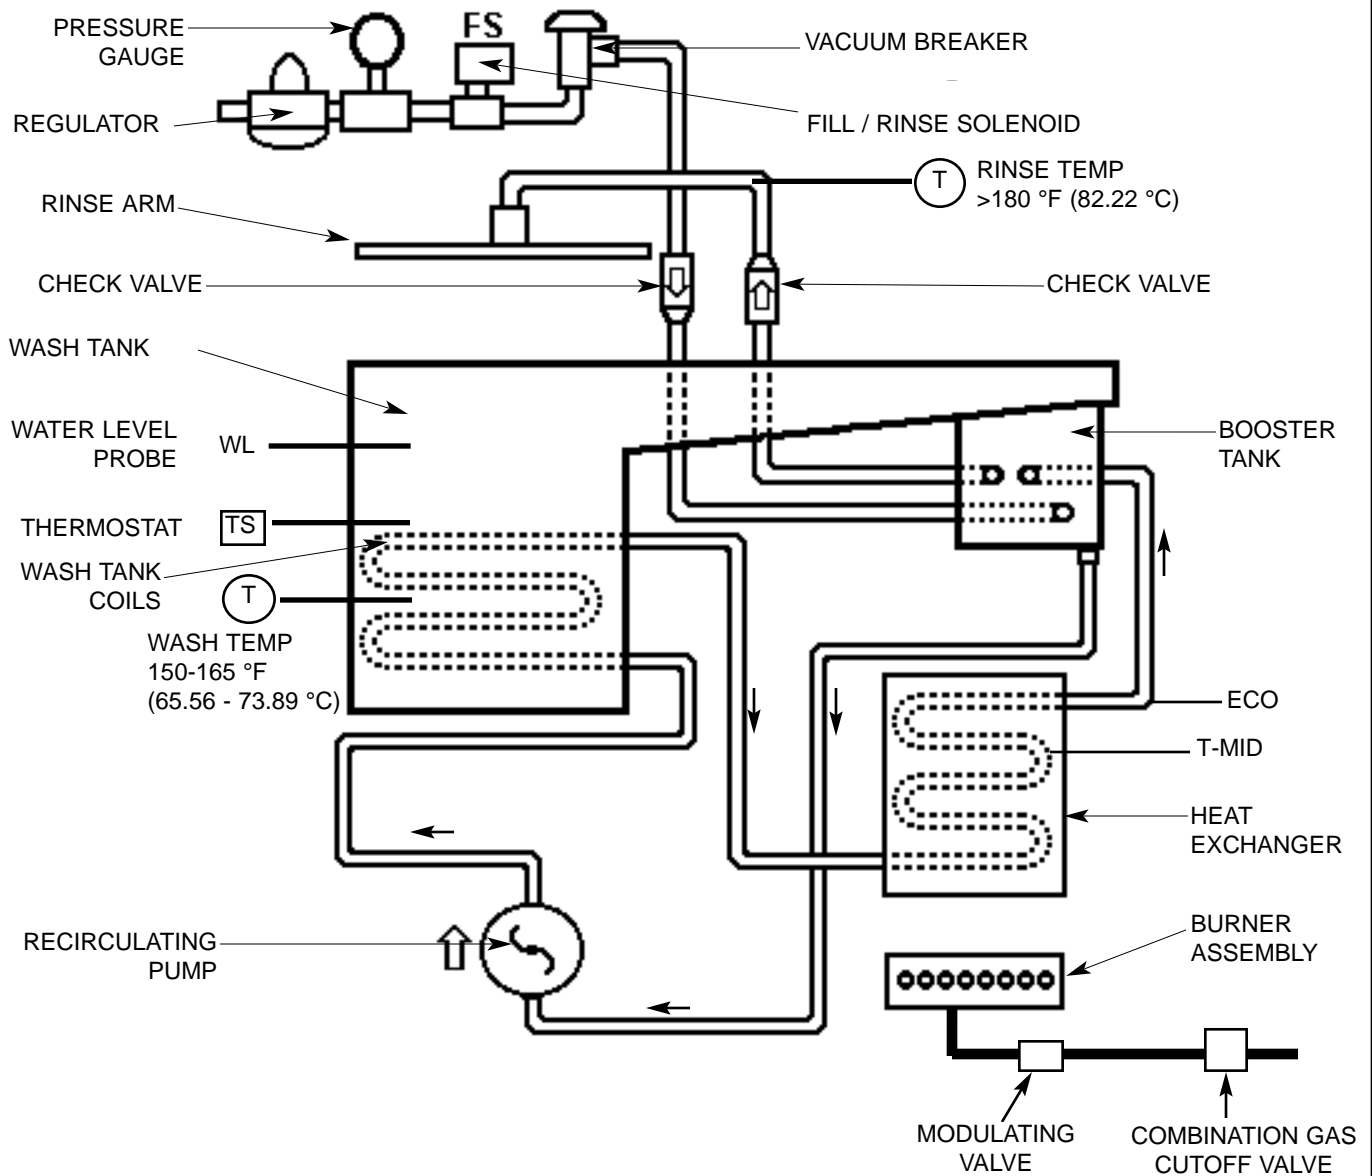 PRESSURE
GAUGE
FS
VACUUM BREAKER
REGULATOR
FILL / RINSE SOLENOID
T
RINSE TEMP
>180 °F (82.22 °C)
RINSE ARM
CHECK VALVE
CHECK VALVE
WASH TANK
WATER LEVEL
PROBE
WL
BOOSTER
TANK
THERMOSTAT
TS
WASH TANK
COILS
T
WASH TEMP
150-165 °F
(65.56 - 73.89 °C)
ECO
T-MID
HEAT
EXCHANGER
RECIRCULATING
PUMP
BURNER
ASSEMBLY
MODULATING
VALVE
COMBINATION GAS
CUTOFF VALVE